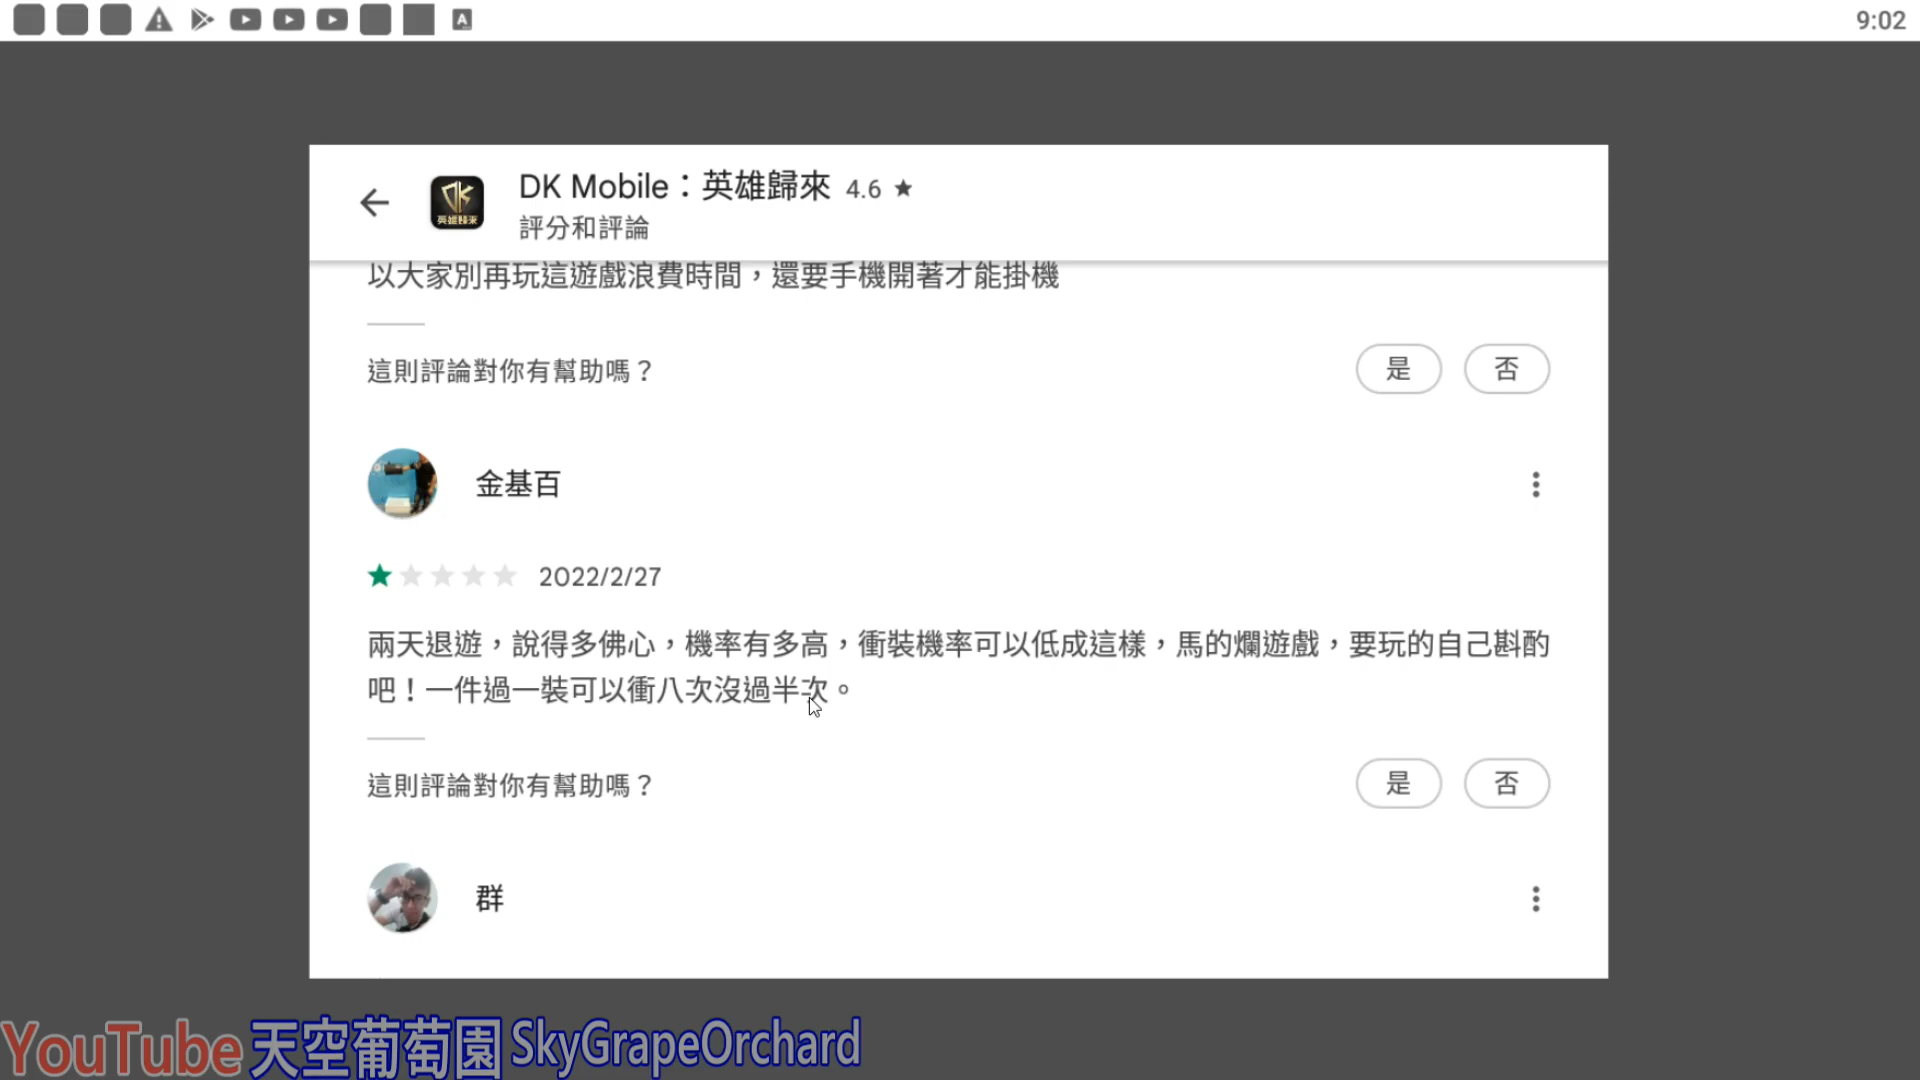 9:02
DK Mobile：英雄歸來 4.6 ★
英雄歸來
評分和評論
以大家別再玩這遊戲浪費時間，還要手機開著才能掛機
這則評論對你有幫助嗎？ 是 否
金基百
2022/2/27
兩天退遊，說得多佛心，機率有多高，衝裝機率可以低成這樣，馬的爛遊戲，要玩的自己斟酌
吧！一件過一裝可以衝八次沒過半次。
這則評論對你有幫助嗎？ 是 否
群
YouTube天空葡萄園 SkyGrapeOrchard